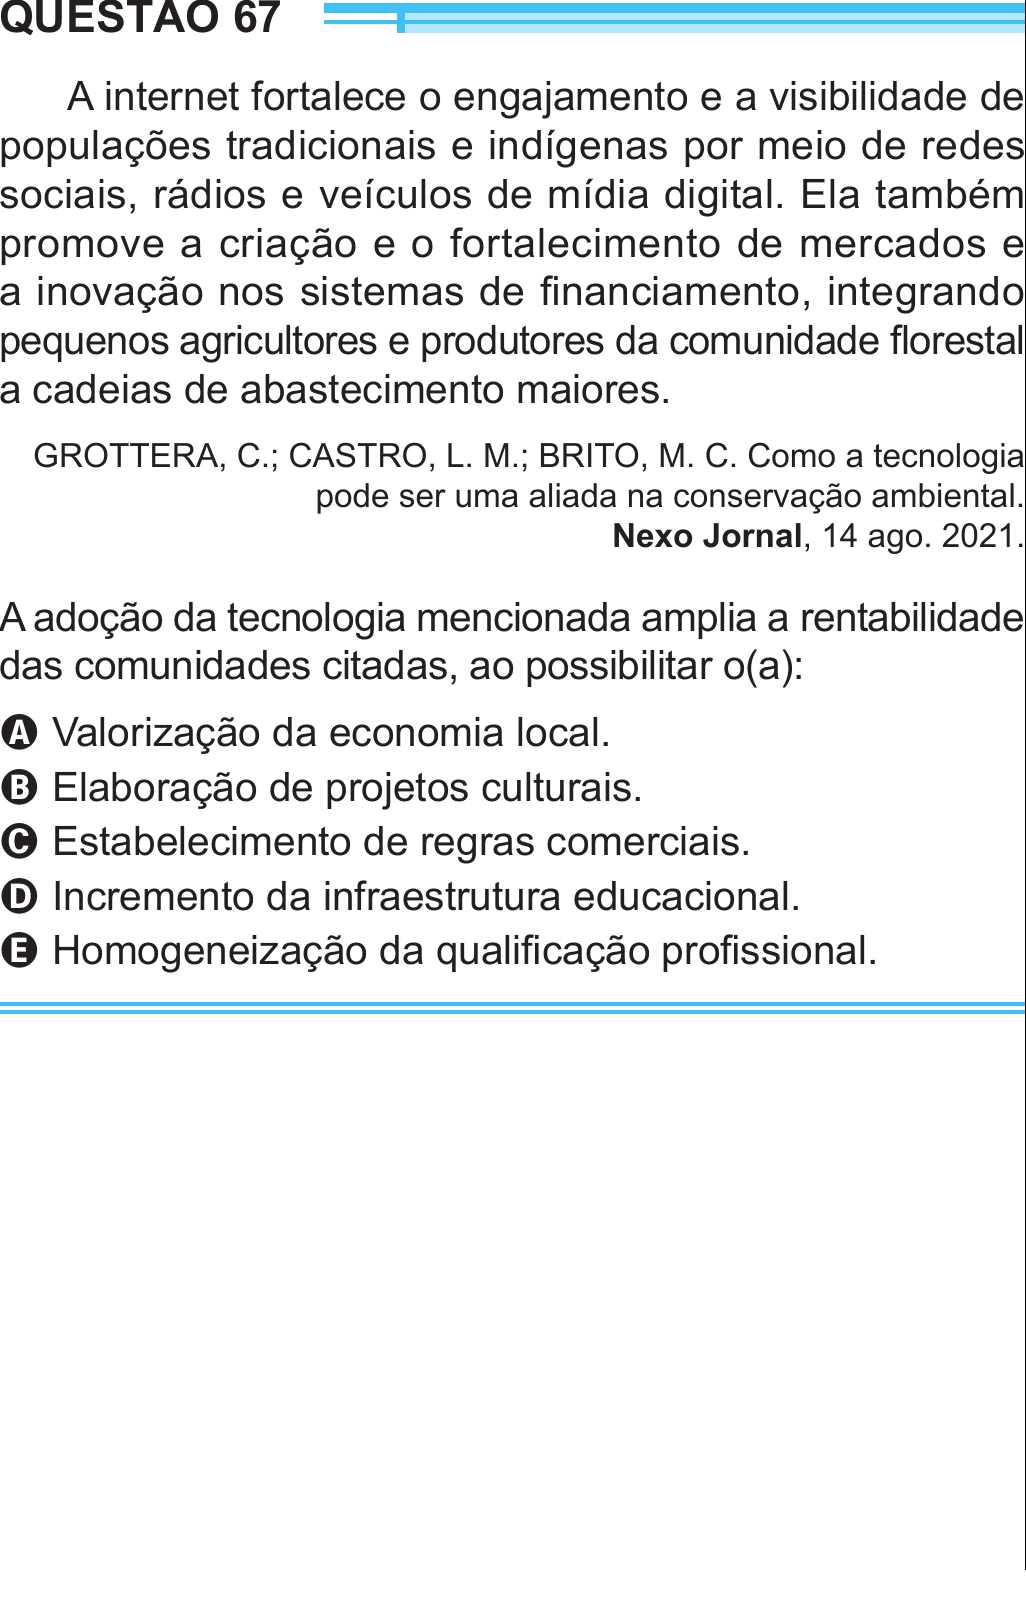 QUESTÃO 67
A internet fortalece o engajamento e a visibilidade de
populações tradicionais e indígenas por meio de redes
sociais, rádios e veículos de mídia digital. Ela também
promove a criação e o fortalecimento de mercados e
a inovação nos sistemas de financiamento, integrando
pequenos agricultores e produtores da comunidade florestal
a cadeias de abastecimento maiores.
GROTTERA, C.; CASTRO, L. M.; BRITO, M. C. Como a tecnologia
pode ser uma aliada na conservação ambiental.
Nexo Jornal, 14 ago. 2021.
A adoção da tecnologia mencionada amplia a rentabilidade
das comunidades citadas, ao possibilitar o(a):
A Valorização da economia local.
B Elaboração de projetos culturais.
C Estabelecimento de regras comerciais.
D Incremento da infraestrutura educacional.
E Homogeneização da qualificação profissional.